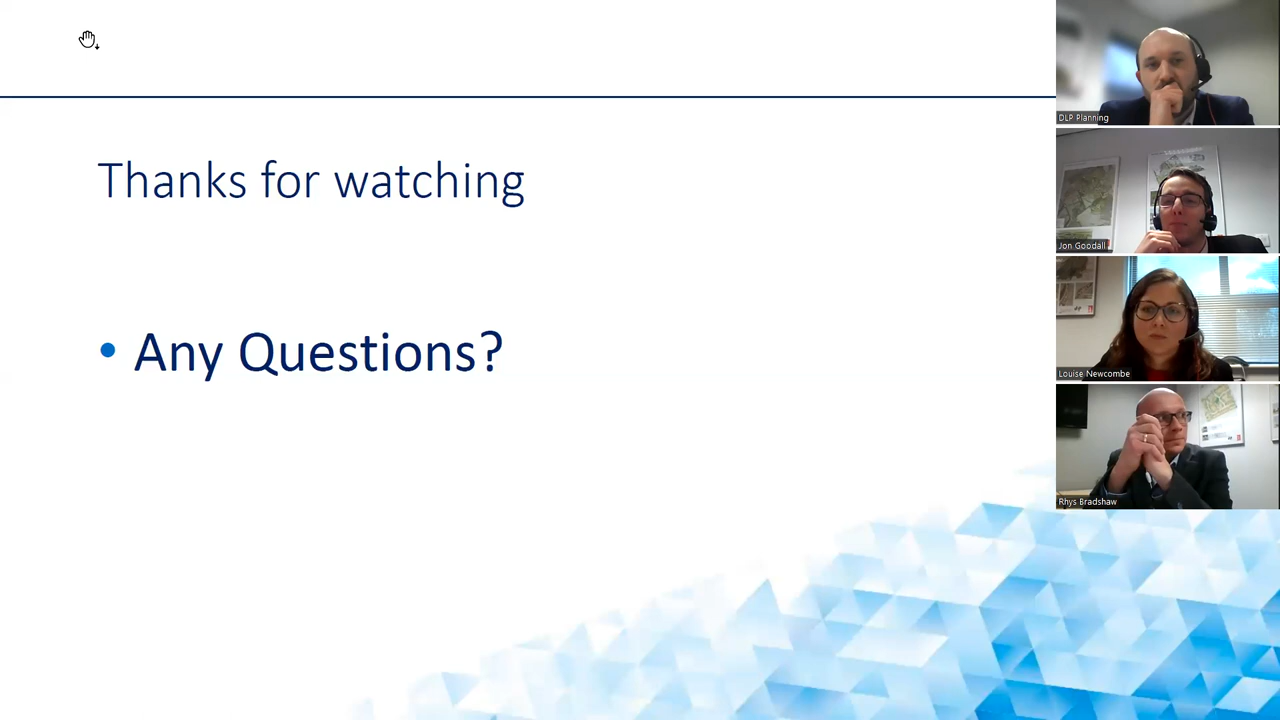 Thanks for watching
• Any Questions?
DLP Planning
Jon Goodall
Louise Newcombe
Rhys Bradshaw